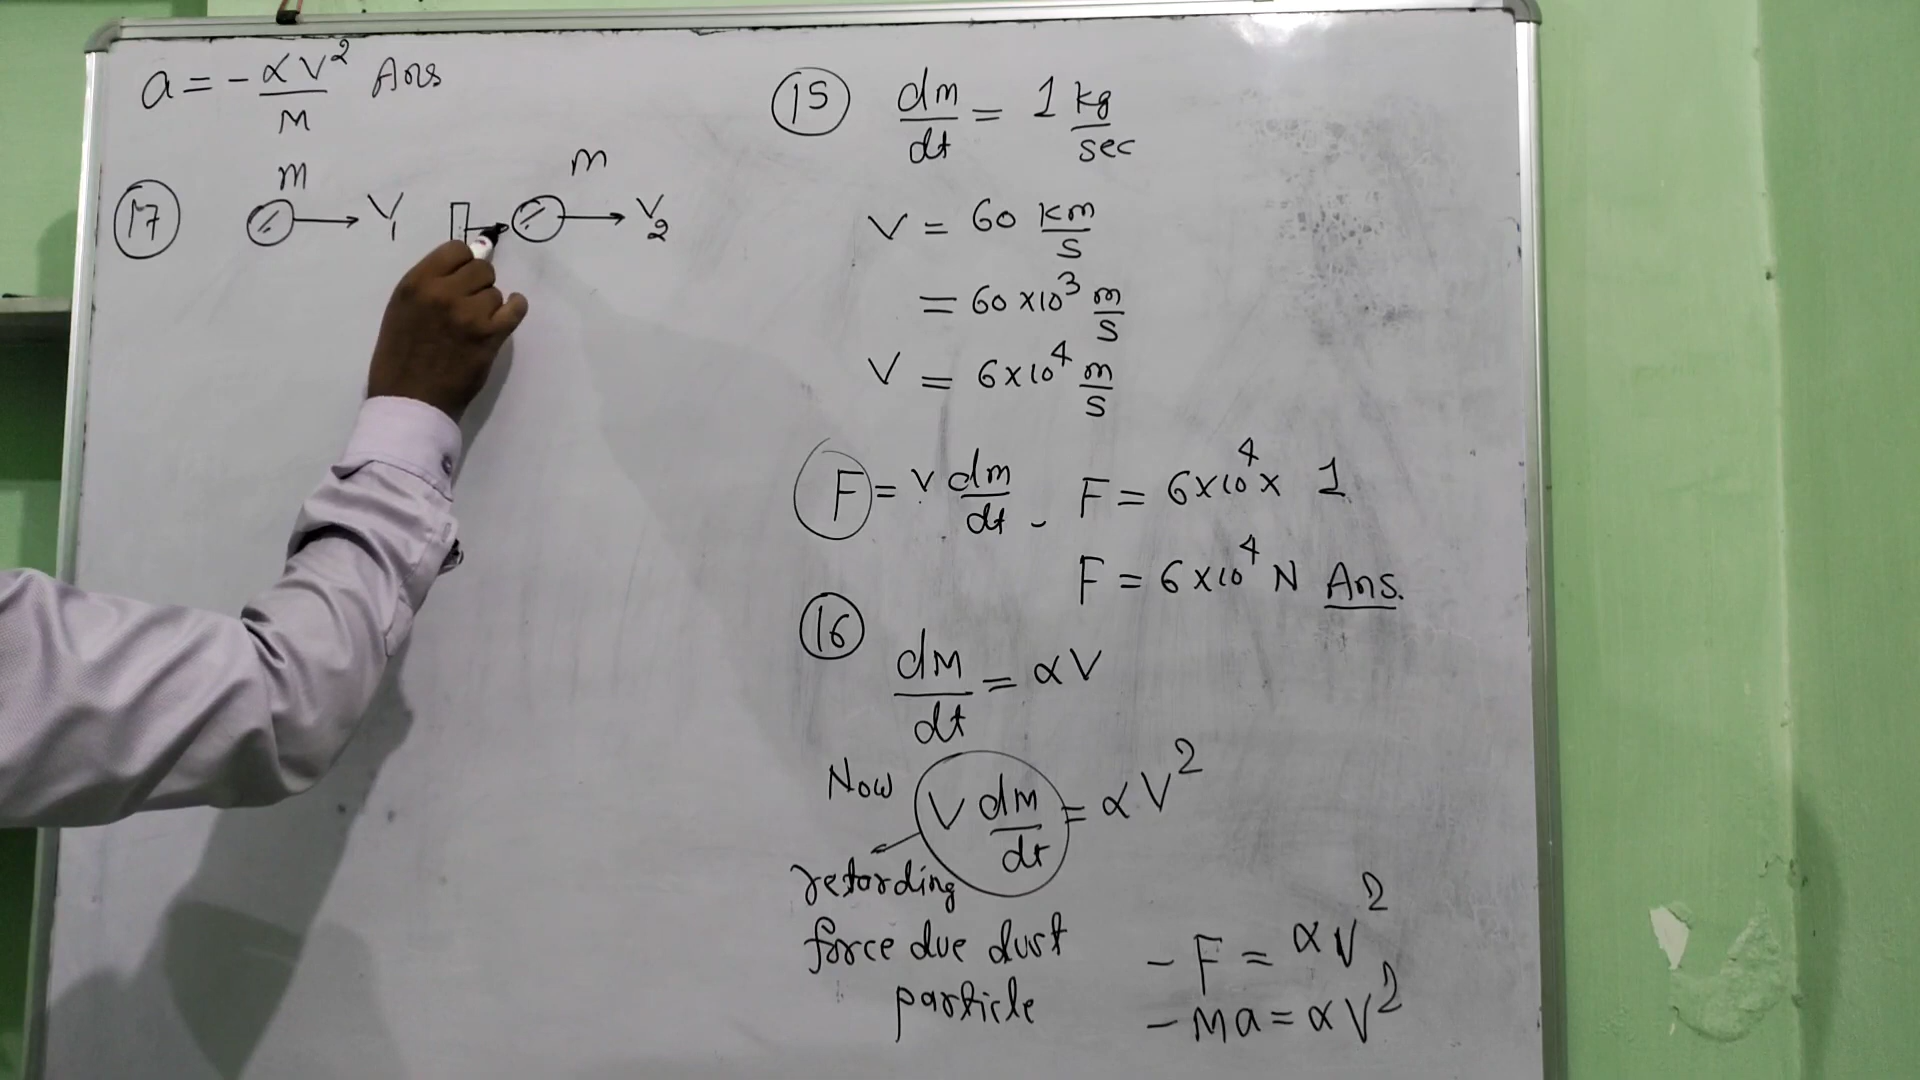 a = - αV² / M Ans
17 m V₁ m V₂
15 dm/dt = 1 kg/sec
V = 60 km/s
= 60 × 10³ m/s
V = 6 × 10⁴ m/s
F = v dm/dt - F = 6 × 10⁴ × 1
F = 6 × 10⁴ N Ans.
16 dM/dt = αV
Now V dm/dt = αV²
retarding
force due dust
particle
- F = αV²
- Ma = αV²